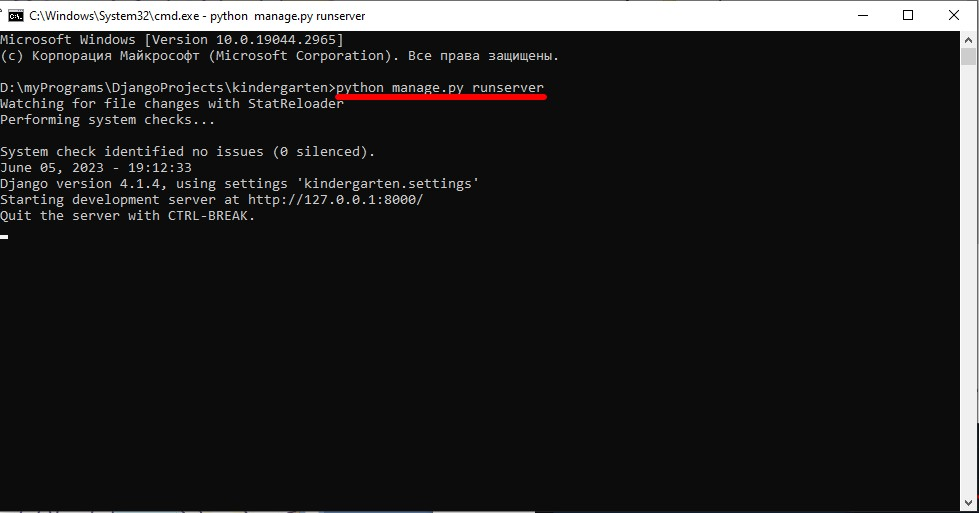 C:\Windows\System32\cmd.exe - python  manage.py runserver
Microsoft Windows [Version 10.0.19044.2965]
(c) Корпорация Майкрософт (Microsoft Corporation). Все права защищены.
D:\myPrograms\DjangoProjects\kindergarten>python manage.py runserver
Watching for file changes with StatReloader
Performing system checks...
System check identified no issues (0 silenced).
June 05, 2023 - 19:12:33
Django version 4.1.4, using settings 'kindergarten.settings'
Starting development server at http://127.0.0.1:8000/
Quit the server with CTRL-BREAK.